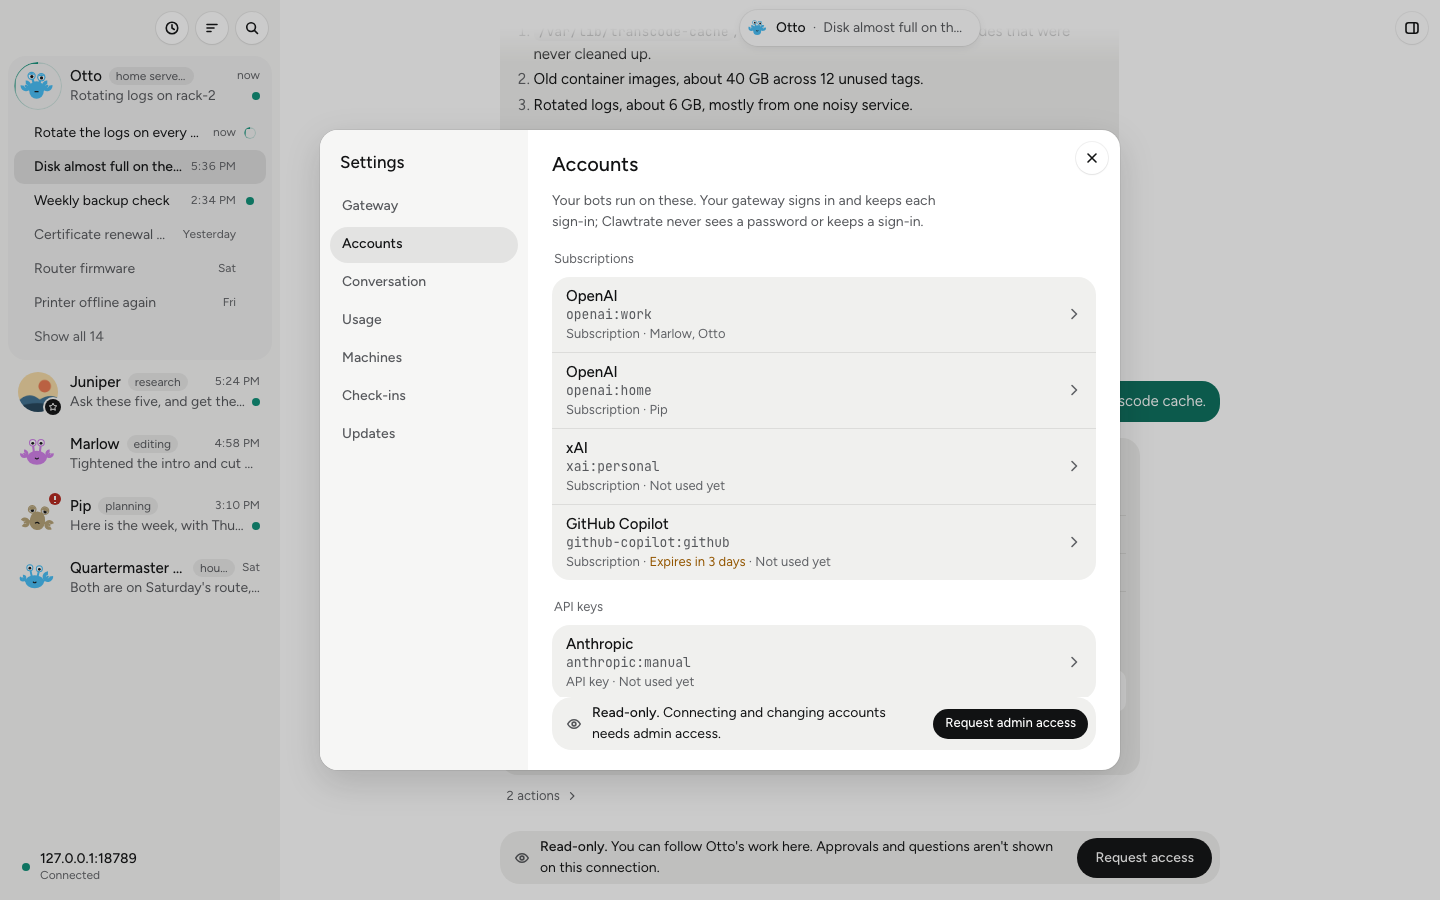 Otto
home serve...
now
Rotating logs on rack-2
Rotate the logs on every ...
now
Disk almost full on the...
5:36 PM
Weekly backup check
2:34 PM
Certificate renewal ...
Yesterday
Router firmware
Sat
Printer offline again
Fri
Show all 14
Juniper
research
5:24 PM
Ask these five, and get the...
Marlow
editing
4:58 PM
Tightened the intro and cut ...
Pip
planning
3:10 PM
Here is the week, with Thu...
Quartermaster ...
hou...
Sat
Both are on Saturday's route,...
127.0.0.1:18789
Connected
Otto · Disk almost full on th...
1. /var/lib/transcode-cache, des that were
never cleaned up.
2. Old container images, about 40 GB across 12 unused tags.
3. Rotated logs, about 6 GB, mostly from one noisy service.
scode cache.
Settings
Gateway
Accounts
Conversation
Usage
Machines
Check-ins
Updates
Accounts
Your bots run on these. Your gateway signs in and keeps each
sign-in; Clawtrate never sees a password or keeps a sign-in.
Subscriptions
OpenAI
openai:work
Subscription · Marlow, Otto
OpenAI
openai:home
Subscription · Pip
xAI
xai:personal
Subscription · Not used yet
GitHub Copilot
github-copilot:github
Subscription · Expires in 3 days · Not used yet
API keys
Anthropic
anthropic:manual
API key · Not used yet
Read-only. Connecting and changing accounts
needs admin access.
Request admin access
2 actions
Read-only. You can follow Otto's work here. Approvals and questions aren't shown
on this connection.
Request access